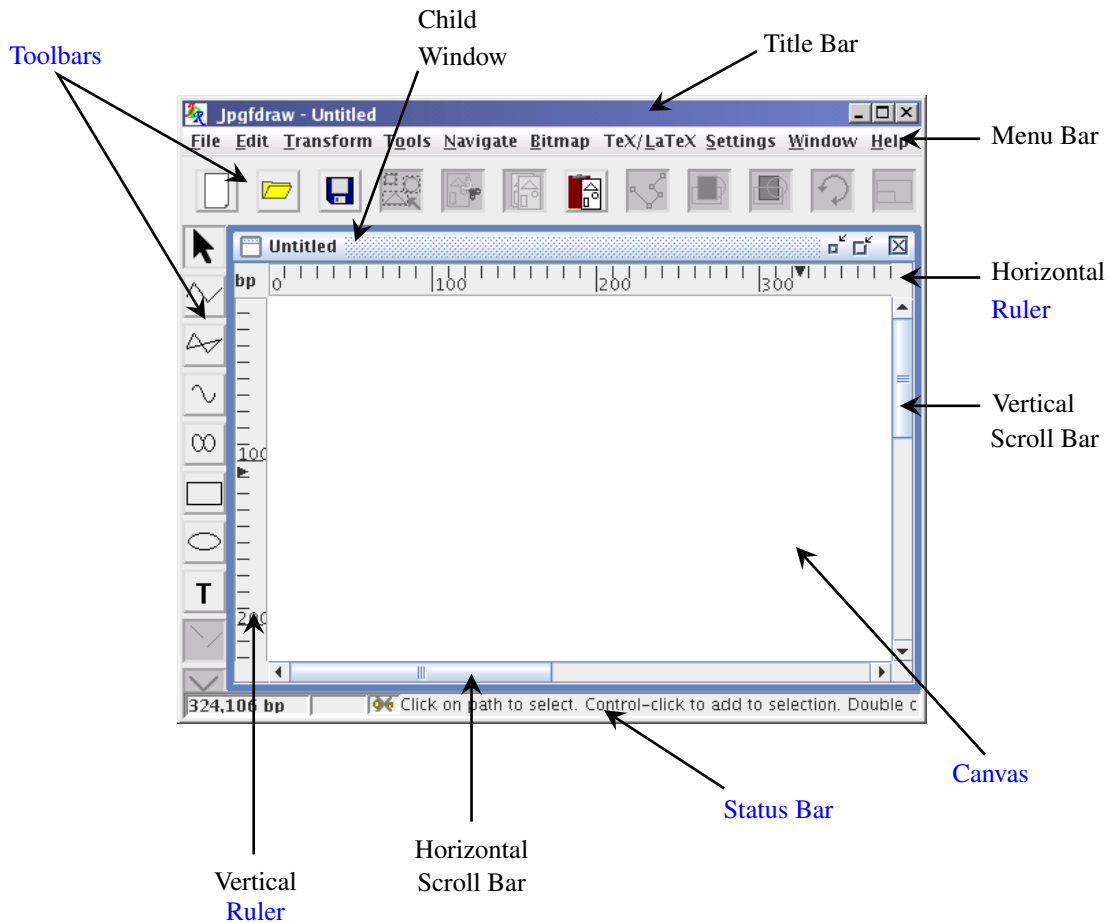 Child
Window
Title Bar
Toolbars
Jpgfdraw - Untitled
File Edit Transform Tools Navigate Bitmap TeX/LaTeX Settings Window Help
Menu Bar
Untitled
bp 0 100 200 300
Horizontal
Ruler
Vertical
Scroll Bar
100
T
200
324,106 bp Click on path to select. Control-click to add to selection. Double c
Canvas
Status Bar
Horizontal
Scroll Bar
Vertical
Ruler